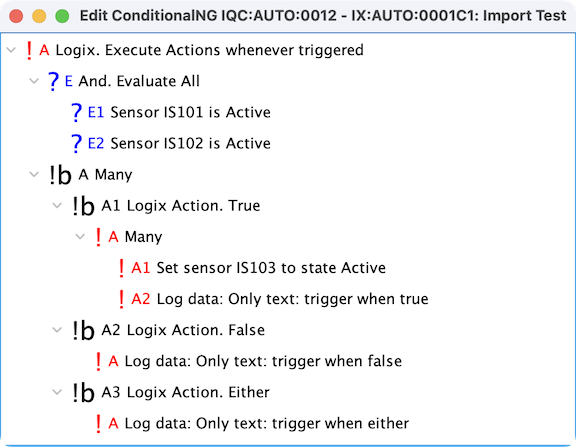 Edit ConditionalNG IQC:AUTO:0012 - IX:AUTO:0001C1: Import Test
! A Logix. Execute Actions whenever triggered
? E And. Evaluate All
? E1 Sensor IS101 is Active
? E2 Sensor IS102 is Active
!b A Many
!b A1 Logix Action. True
! A Many
! A1 Set sensor IS103 to state Active
! A2 Log data: Only text: trigger when true
!b A2 Logix Action. False
! A Log data: Only text: trigger when false
!b A3 Logix Action. Either
! A Log data: Only text: trigger when either